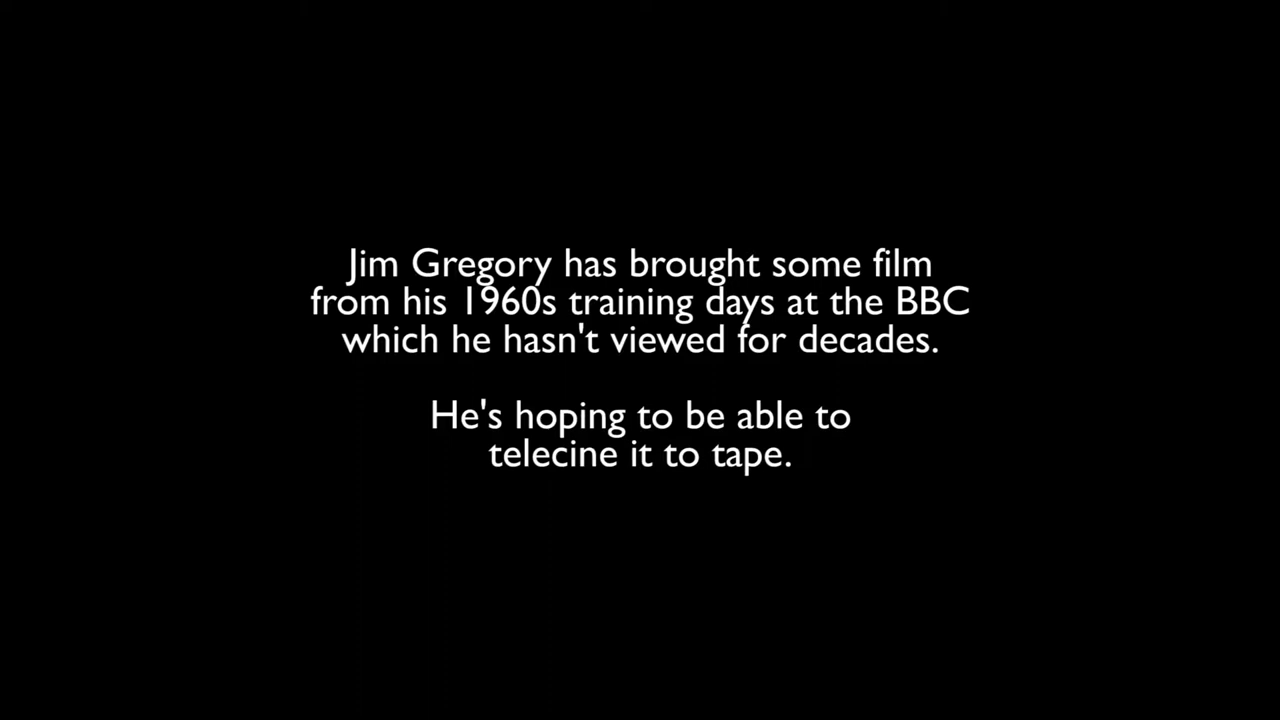 Jim Gregory has brought some film
from his 1960s training days at the BBC
which he hasn't viewed for decades.
He's hoping to be able to
telecine it to tape.